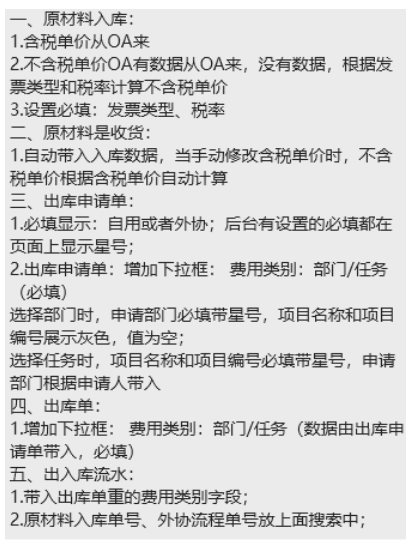 一、原材料入库：
1.含税单价从OA来
2.不含税单价OA有数据从OA来，没有数据，根据发
票类型和税率计算不含税单价
3.设置必填：发票类型、税率
二、原材料是收货：
1.自动带入入库数据，当手动修改含税单价时，不含
税单价根据含税单价自动计算
三、出库申请单：
1.必填显示：自用或者外协；后台有设置的必填都在
页面上显示星号；
2.出库申请单：增加下拉框： 费用类别：部门/任务
（必填）
选择部门时，申请部门必填带星号，项目名称和项目
编号展示灰色，值为空；
选择任务时，项目名称和项目编号必填带星号，申请
部门根据申请人带入
四、出库单：
1.增加下拉框： 费用类别：部门/任务（数据由出库申
请单带入，必填）
五、出入库流水：
1.带入出库单重的费用类别字段；
2.原材料入库单号、外协流程单号放上面搜索中；